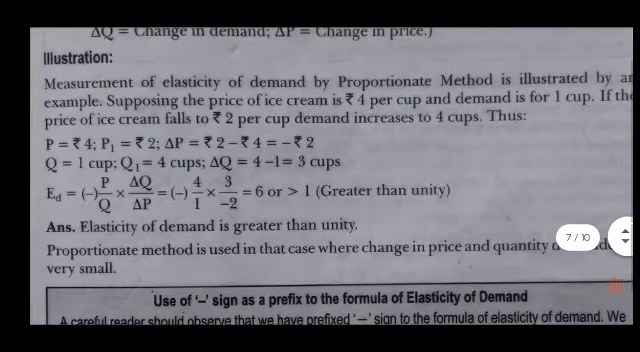 ΔQ = Change in demand; ΔP = Change in price.)
Illustration:
Measurement of elasticity of demand by Proportionate Method is illustrated by an
example. Supposing the price of ice cream is ₹ 4 per cup and demand is for 1 cup. If the
price of ice cream falls to ₹ 2 per cup demand increases to 4 cups. Thus:
P = ₹ 4; P₁ = ₹ 2; ΔP = ₹ 2 – ₹ 4 = – ₹ 2
Q = 1 cup; Q₁ = 4 cups; ΔQ = 4 –1= 3 cups
E_d = (–) P/Q × ΔQ/ΔP = (–) 4/1 × 3/–2 = 6 or > 1 (Greater than unity)
Ans. Elasticity of demand is greater than unity.
Proportionate method is used in that case where change in price and quantity
7 / 10
very small.
Use of '–' sign as a prefix to the formula of Elasticity of Demand
A careful reader should observe that we have prefixed '–' sign to the formula of elasticity of demand. We